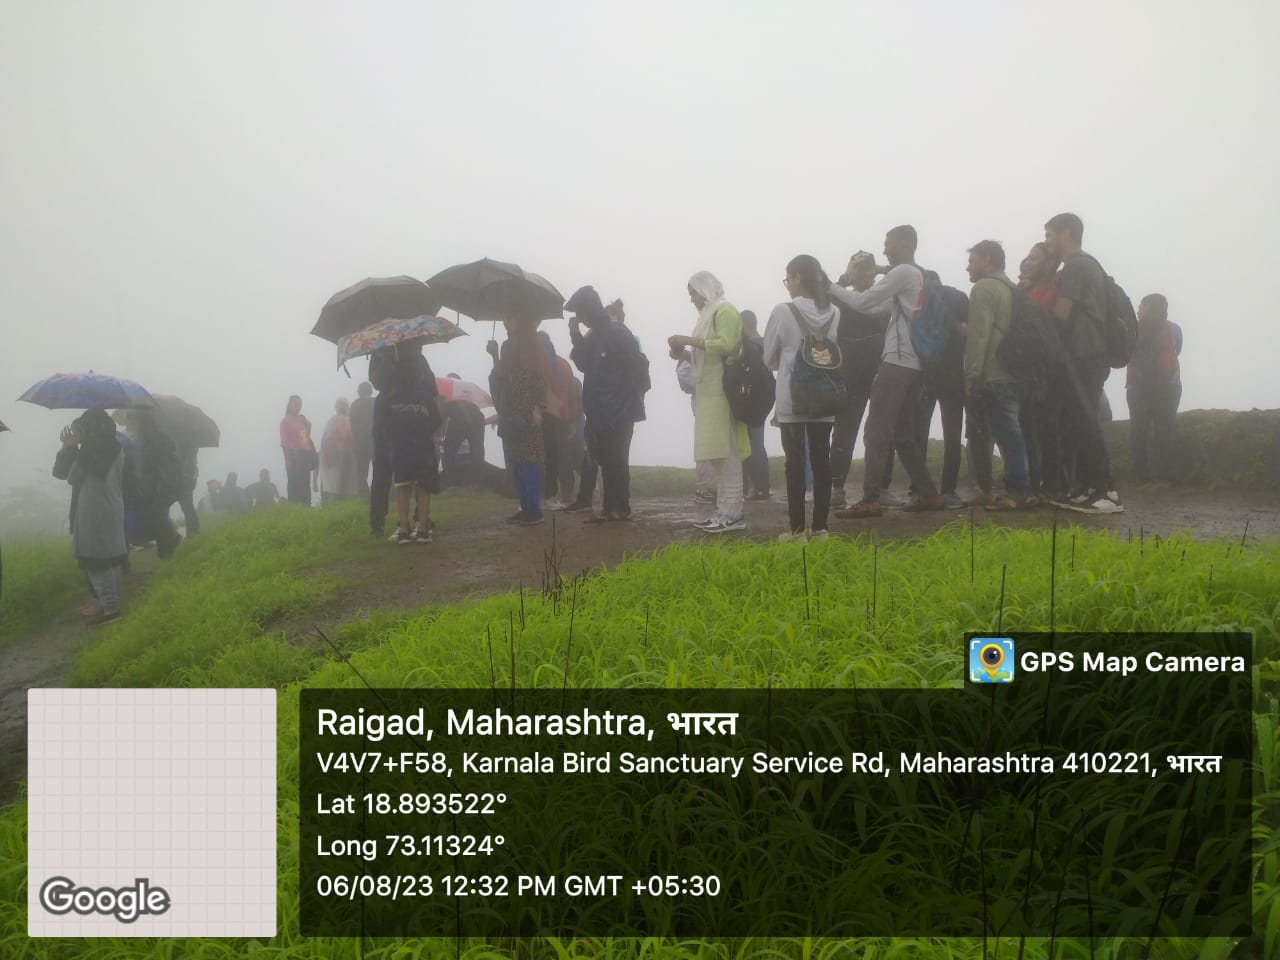 GPS Map Camera
Raigad, Maharashtra, भारत
V4V7+F58, Karnala Bird Sanctuary Service Rd, Maharashtra 410221, भारत
Lat 18.893522°
Long 73.11324°
06/08/23 12:32 PM GMT +05:30
Google